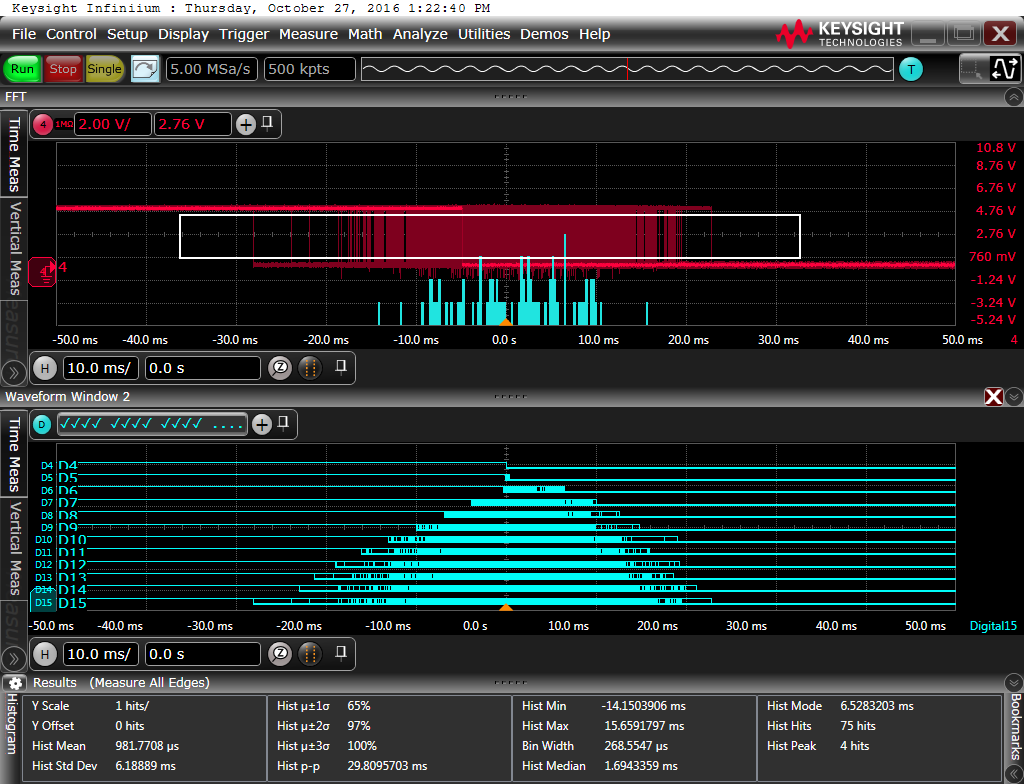 Keysight Infiniium : Thursday, October 27, 2016 1:22:40 PM
File Control Setup Display Trigger Measure Math Analyze Utilities Demos Help
KEYSIGHT TECHNOLOGIES
Run Stop Single 5.00 MSa/s 500 kpts T
FFT
Time Meas
Vertical Meas
4 1MΩ 2.00 V/ 2.76 V
10.8 V
8.76 V
6.76 V
4.76 V
2.76 V
760 mV
-1.24 V
-3.24 V
-5.24 V
4
-50.0 ms -40.0 ms -30.0 ms -20.0 ms -10.0 ms 0.0 s 10.0 ms 20.0 ms 30.0 ms 40.0 ms 50.0 ms 4
H 10.0 ms/ 0.0 s
Waveform Window 2
Time Meas
Vertical Meas
D
D4 D4
D5 D5
D6 D6
D7 D7
D8 D8
D9 D9
D10 D10
D11 D11
D12 D12
D13 D13
D14 D14
D15 D15
-50.0 ms -40.0 ms -30.0 ms -20.0 ms -10.0 ms 0.0 s 10.0 ms 20.0 ms 30.0 ms 40.0 ms 50.0 ms Digital15
H 10.0 ms/ 0.0 s
Results (Measure All Edges)
Histogram
Y Scale 1 hits/ Hist µ±1σ 65% Hist Min -14.1503906 ms Hist Mode 6.5283203 ms
Y Offset 0 hits Hist µ±2σ 97% Hist Max 15.6591797 ms Hist Hits 75 hits
Hist Mean 981.7708 µs Hist µ±3σ 100% Bin Width 268.5547 µs Hist Peak 4 hits
Hist Std Dev 6.18889 ms Hist p-p 29.8095703 ms Hist Median 1.6943359 ms
Bookmarks